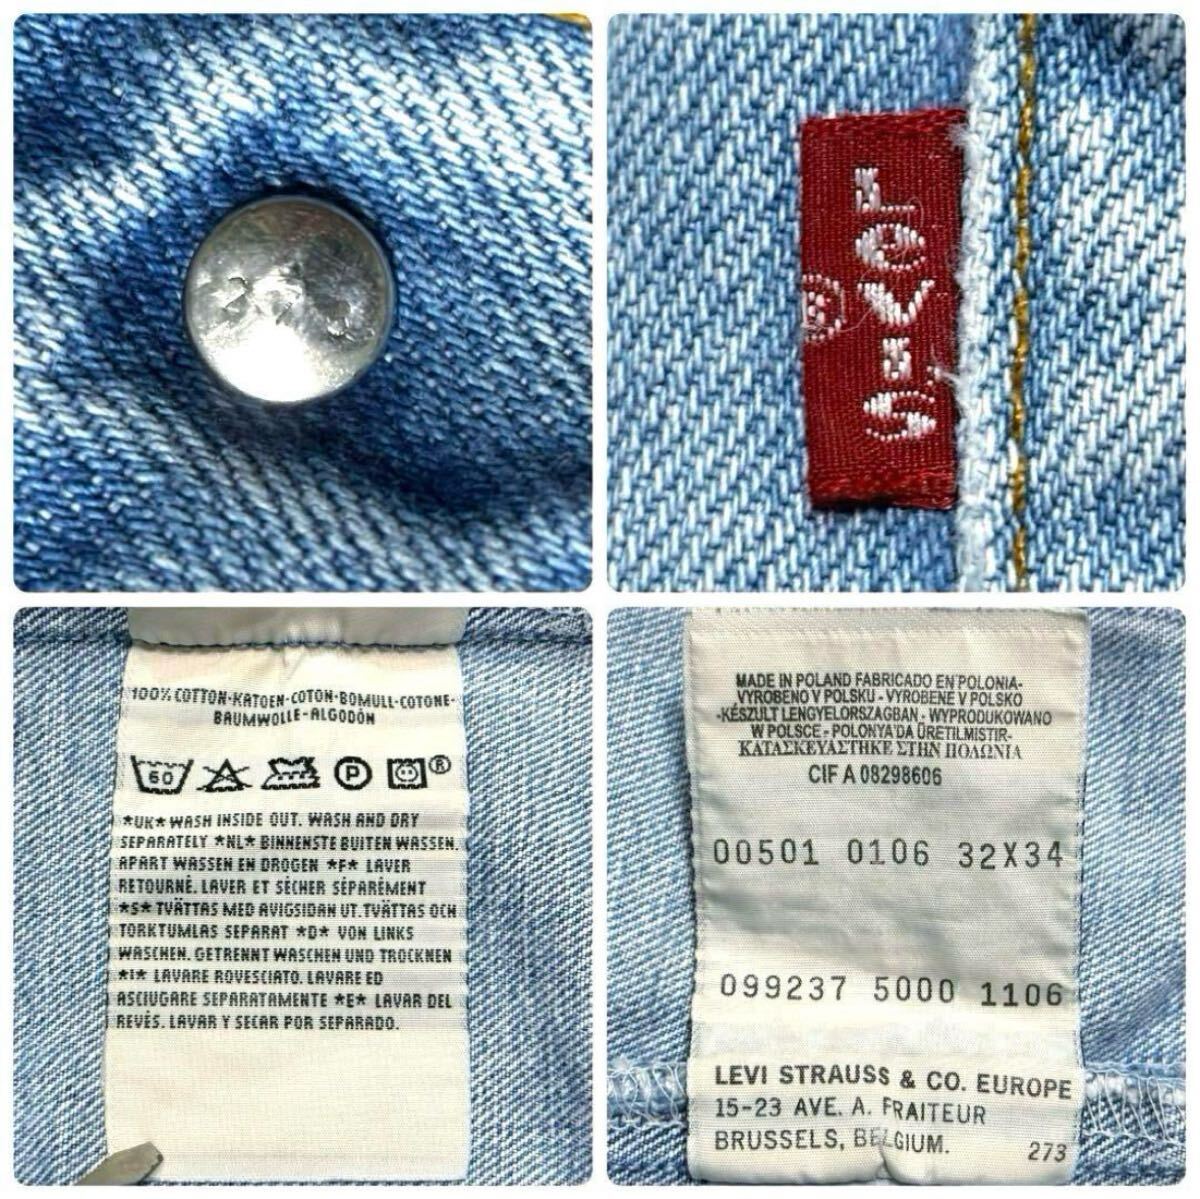 273
LEVI'S
®
100% COTTON-KATOEN-COTON-BOMULL-COTONE-
BAUMWOLLE-ALGODÓN
60 P ®
*UK* WASH INSIDE OUT. WASH AND DRY
SEPARATELY *NL* BINNENSTE BUITEN WASSEN.
APART WASSEN EN DROGEN *F* LAVER
RETOURNÉ. LAVER ET SÉCHER SÉPARÉMENT
*S* TVÄTTAS MED AVIGSIDAN UT. TVÄTTAS OCH
TORKTUMLAS SEPARAT *D* VON LINKS
WASCHEN. GETRENNT WASCHEN UND TROCKNEN
*I* LAVARE ROVESCIATO. LAVARE ED
ASCIUGARE SEPARATAMENTE *E* LAVAR DEL
REVÉS. LAVAR Y SECAR POR SEPARADO.
MADE IN POLAND FABRICADO EN POLONIA-
VYROBENO V POLSKU - VYROBENE V POLSKO
-KÉSZULT LENGYELORSZAGBAN - WYPRODUKOWANO
W POLSCE - POLONYA'DA ÜRETILMISTIR-
ΚΑΤΑΣΚΕΥΑΣΤΗΚΕ ΣΤΗΝ ΠΟΛΩΝΙΑ
CIF A 08298606
00501 0106 32X34
099237 5000 1106
LEVI STRAUSS & CO. EUROPE
15-23 AVE. A. FRAITEUR
BRUSSELS, BELGIUM. 273